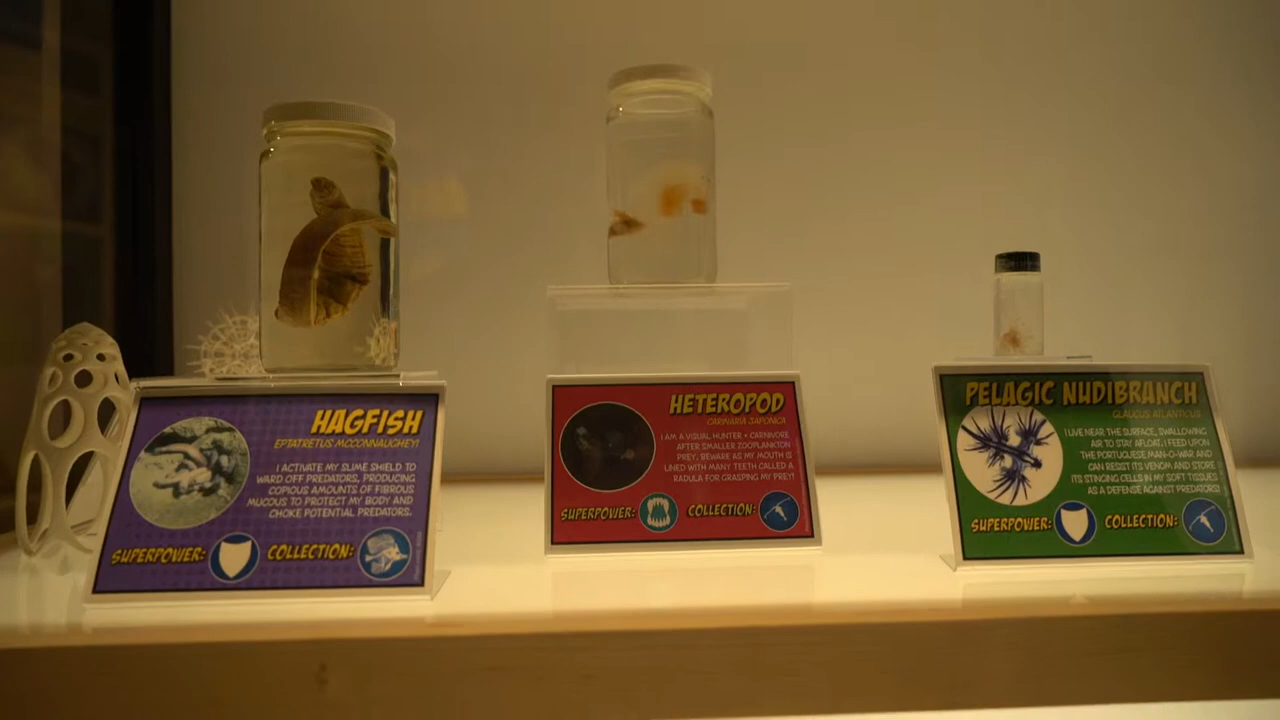 HAGFISH
EPTATRETUS MCCONNAUGHEYI
I ACTIVATE MY SLIME SHIELD TO
WARD OFF PREDATORS, PRODUCING
COPIOUS AMOUNTS OF FIBROUS
MUCOUS TO PROTECT MY BODY AND
CHOKE POTENTIAL PREDATORS.
SUPERPOWER: COLLECTION:
HETEROPOD
CARINARIA JAPONICA
I AM A VISUAL HUNTER + CARNIVORE
AFTER SMALLER ZOOPLANKTON
PREY. BEWARE AS MY MOUTH IS
LINED WITH MANY TEETH CALLED A
RADULA FOR GRASPING MY PREY!
SUPERPOWER: COLLECTION:
PELAGIC NUDIBRANCH
GLAUCUS ATLANTICUS
I LIVE NEAR THE SURFACE, SWALLOWING
AIR TO STAY AFLOAT. I FEED UPON
THE PORTUGUESE MAN-O-WAR AND
CAN RESIST ITS VENOM AND STORE
ITS STINGING CELLS IN MY SOFT TISSUES
AS A DEFENSE AGAINST PREDATORS!
SUPERPOWER: COLLECTION: